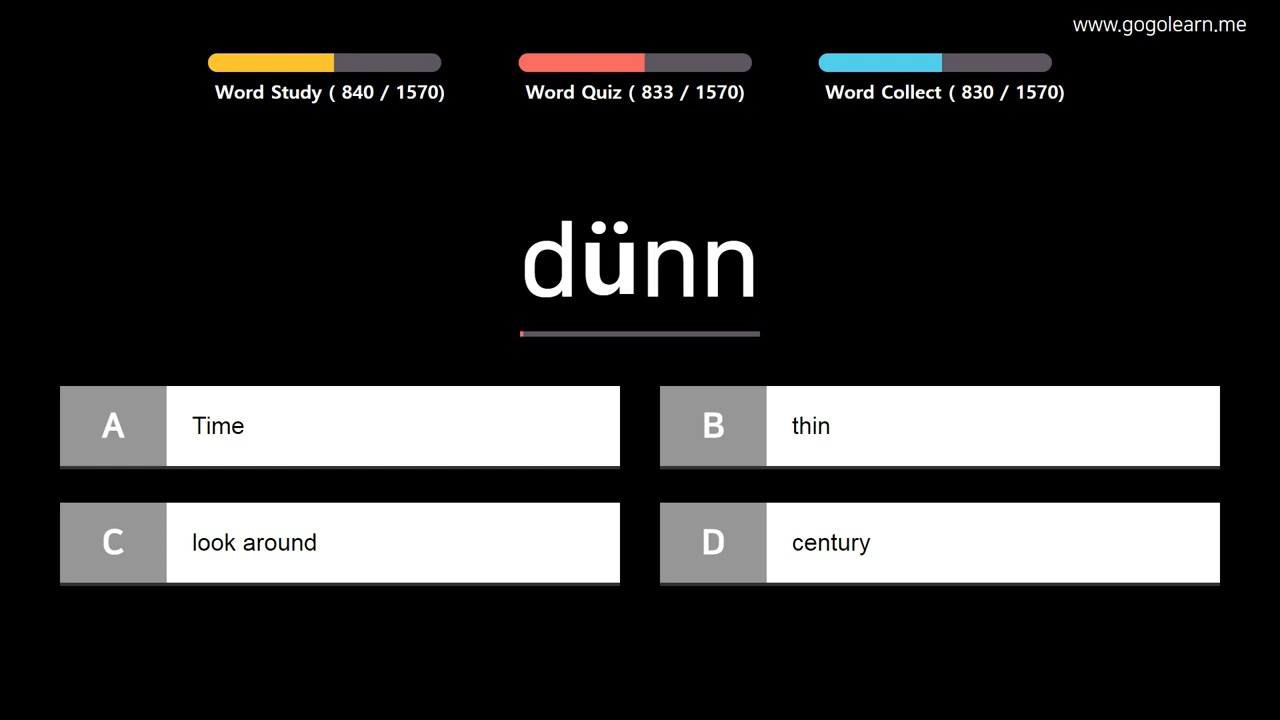 www.gogolearn.me
Word Study ( 840 / 1570)
Word Quiz ( 833 / 1570)
Word Collect ( 830 / 1570)
dünn
A Time
B thin
C look around
D century